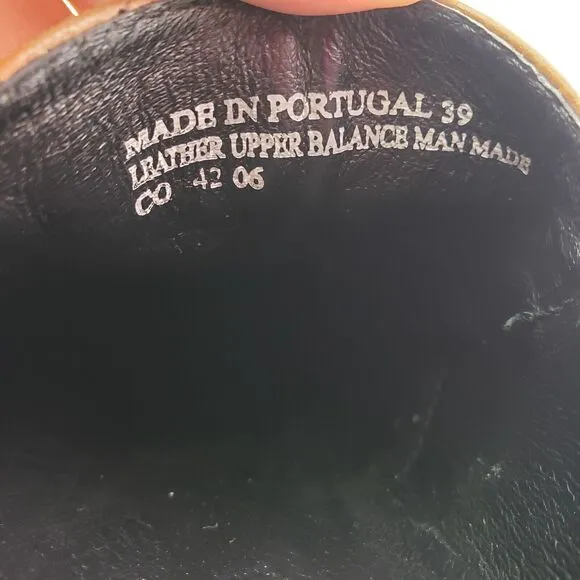 MADE IN PORTUGAL 39
LEATHER UPPER BALANCE MAN MADE
CO 42 06